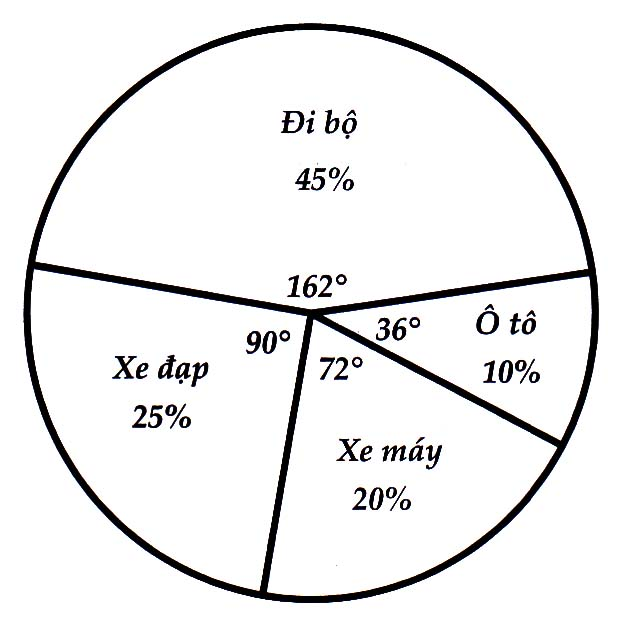 Đi bộ
45%
162°
Ô tô
10%
36°
90°
72°
Xe đạp
25%
Xe máy
20%